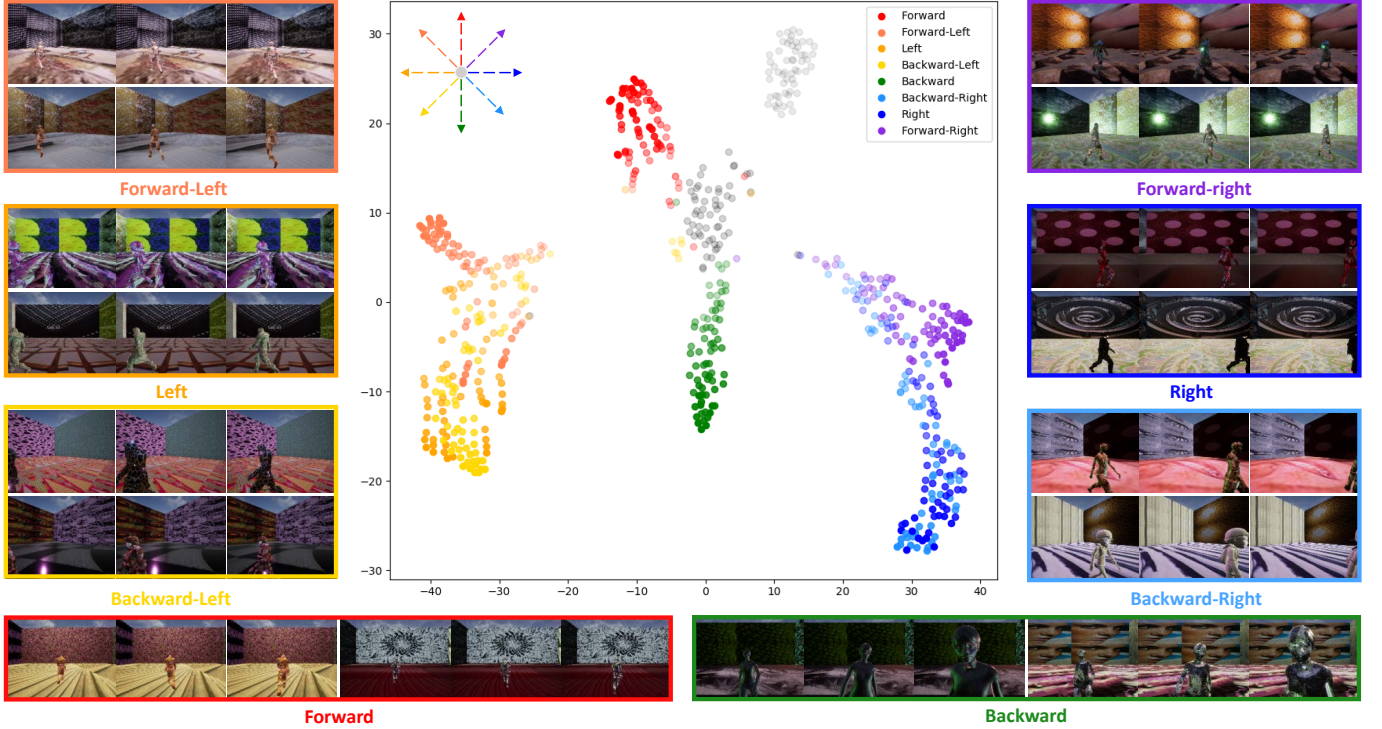 Forward-Left
Left
Backward-Left
Forward
30
20
10
0
−10
−20
−30
−40
−30
−20
−10
0
10
20
30
40
Forward
Forward-Left
Left
Backward-Left
Backward
Backward-Right
Right
Forward-Right
Forward-right
Right
Backward-Right
Backward